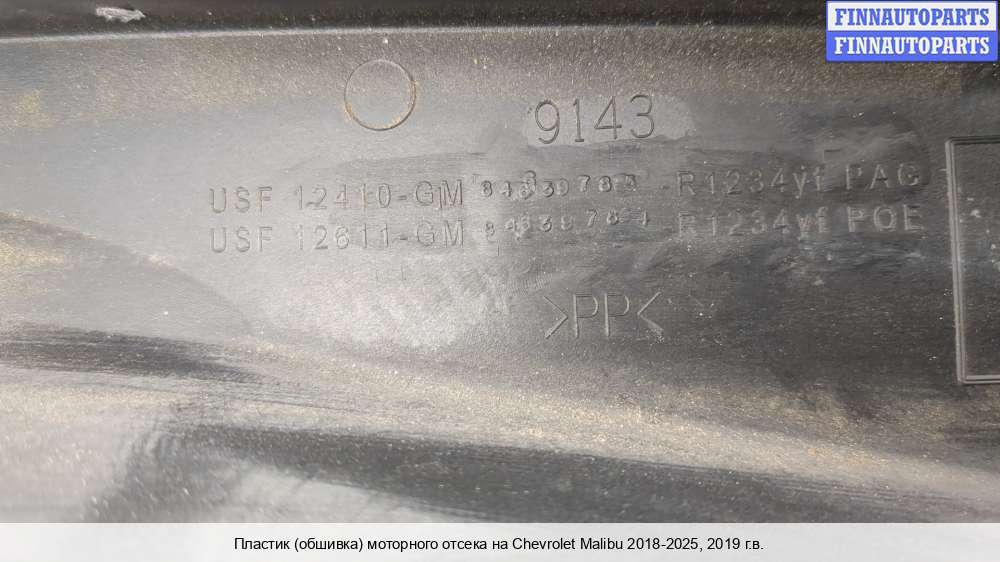 FINNAUTOPARTS
FINNAUTOPARTS
9143
USF 12410-GM -R1234yf PAG
USF 12611-GM -R1234yf POE
>PP<
Пластик (обшивка) моторного отсека на Chevrolet Malibu 2018-2025, 2019 г.в.